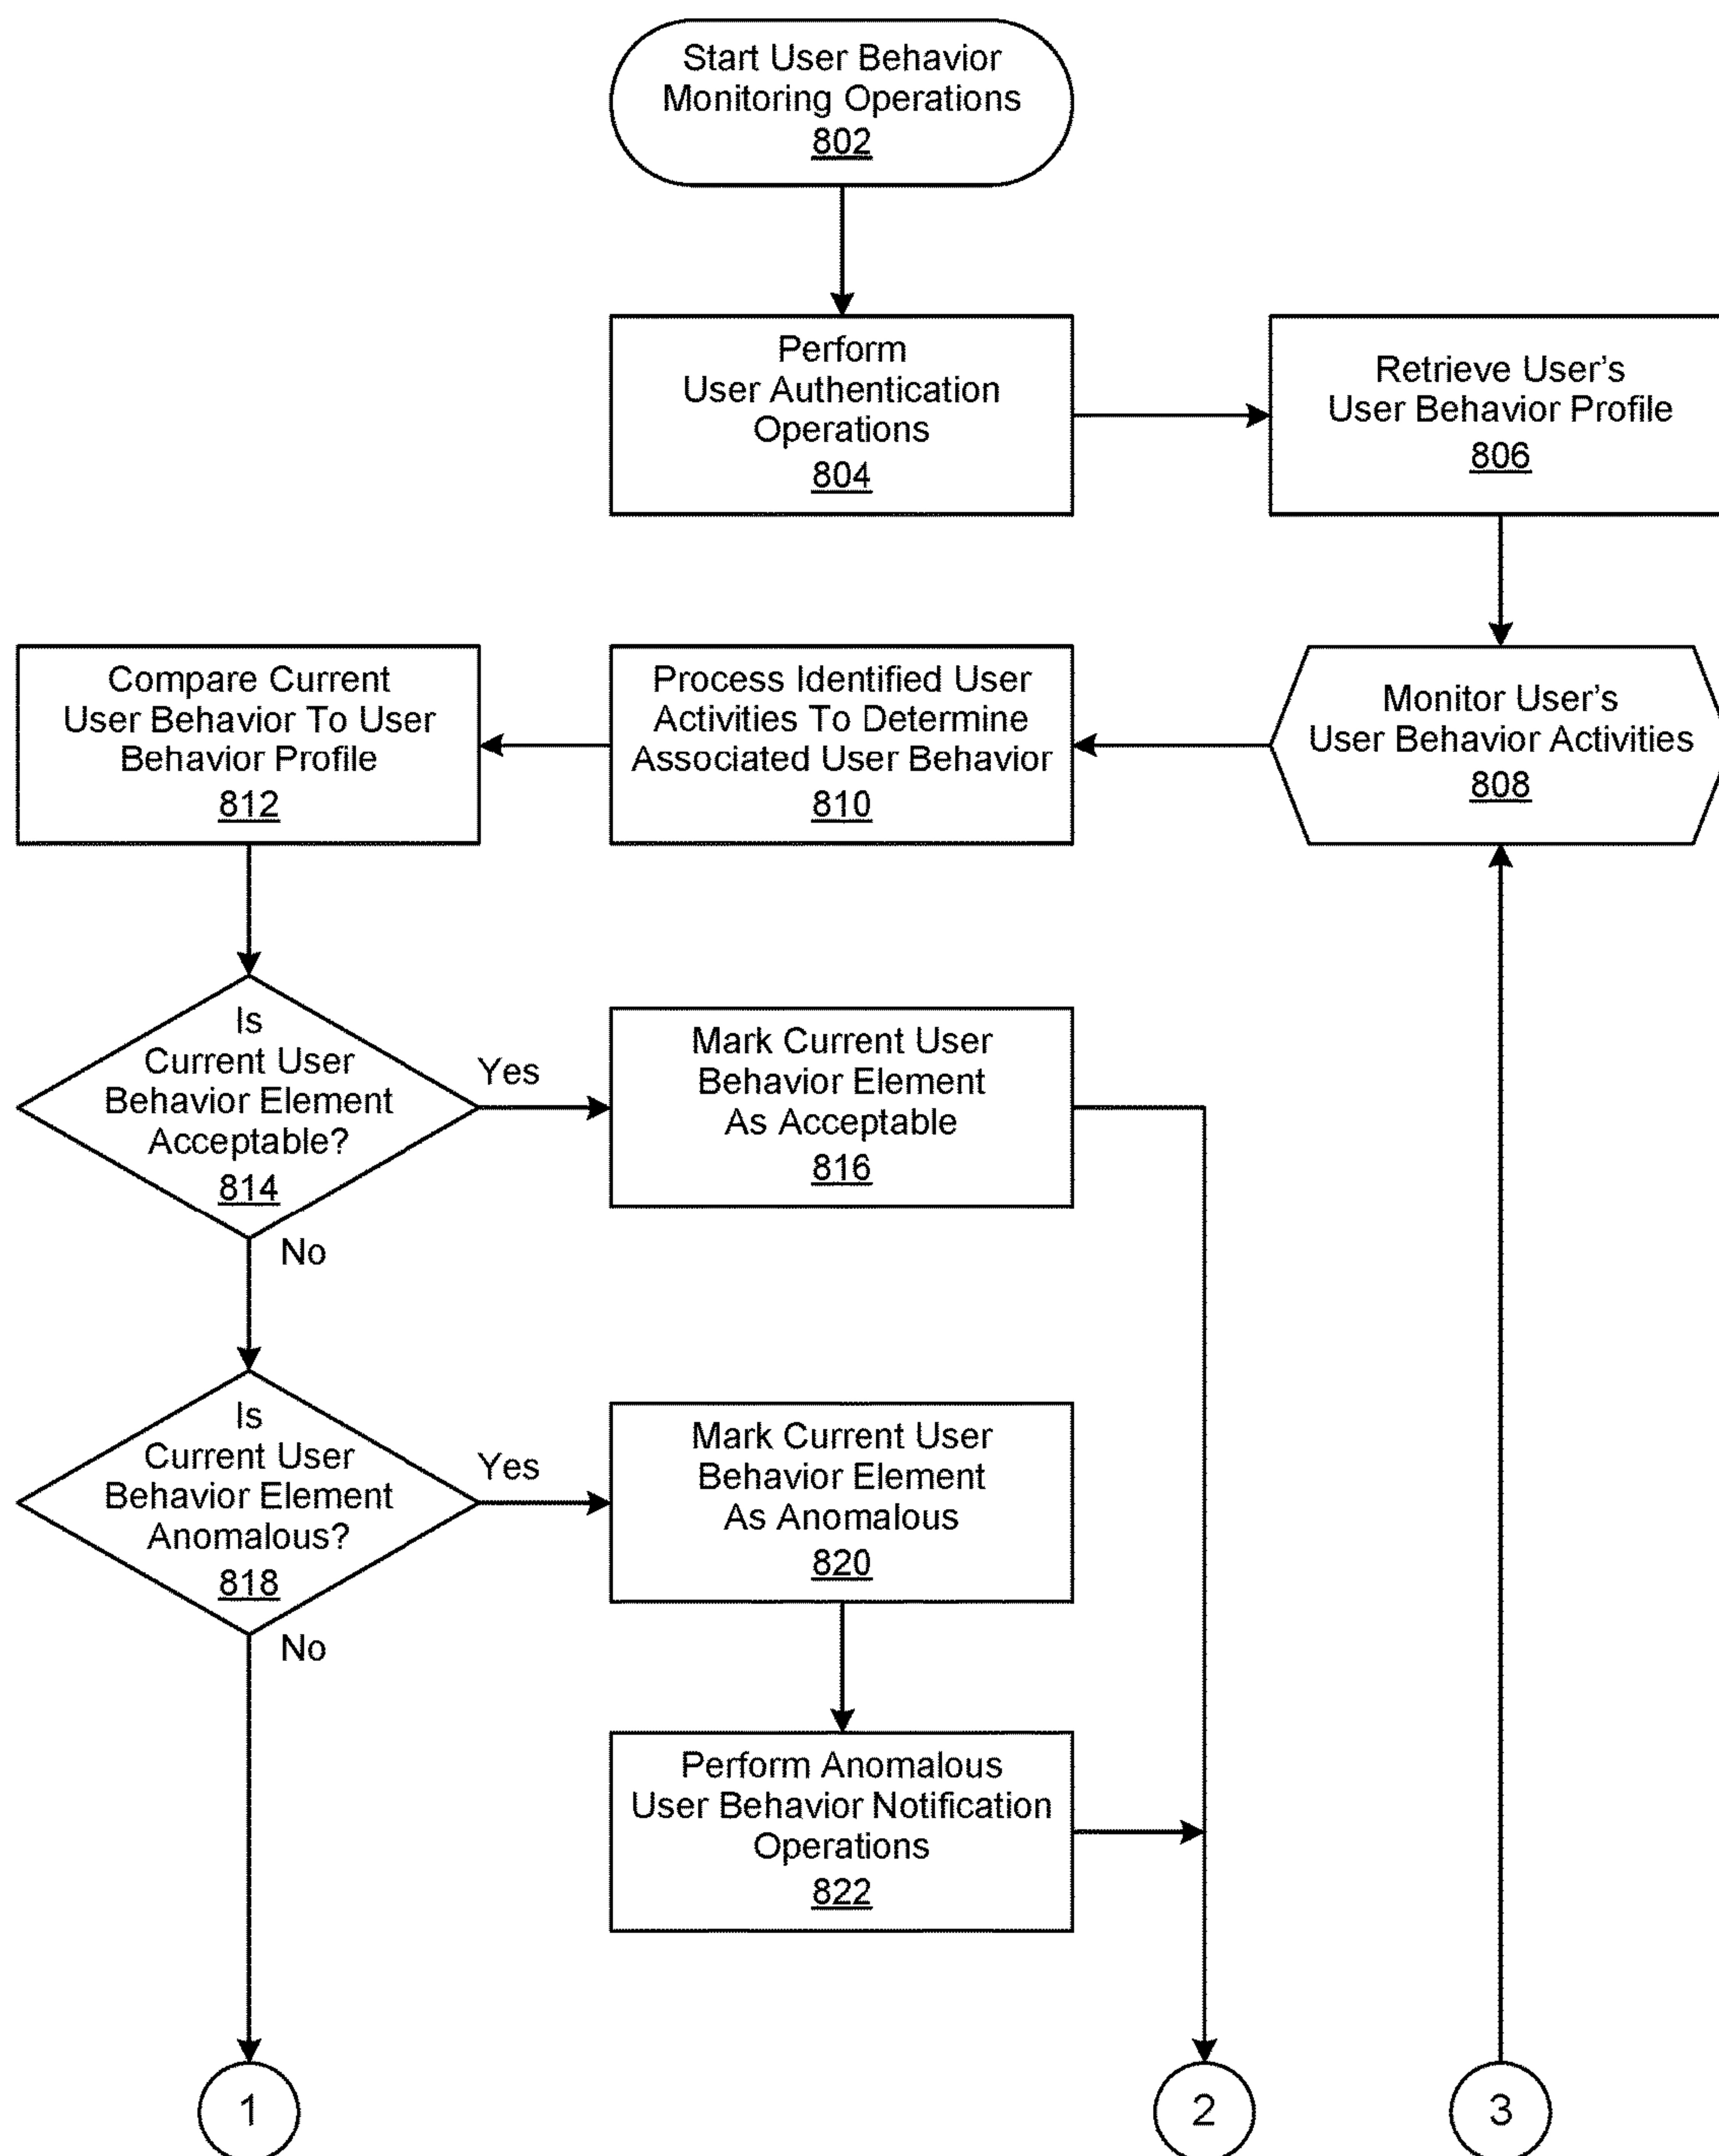 Start User Behavior
Monitoring Operations
802
Perform
User Authentication
Operations
804
Retrieve User's
User Behavior Profile
806
Compare Current
User Behavior To User
Behavior Profile
812
Process Identified User
Activities To Determine
Associated User Behavior
810
Monitor User's
User Behavior Activities
808
Is
Current User
Behavior Element
Acceptable?
814
Yes
No
Mark Current User
Behavior Element
As Acceptable
816
Is
Current User
Behavior Element
Anomalous?
818
Yes
No
Mark Current User
Behavior Element
As Anomalous
820
Perform Anomalous
User Behavior Notification
Operations
822
1
2
3